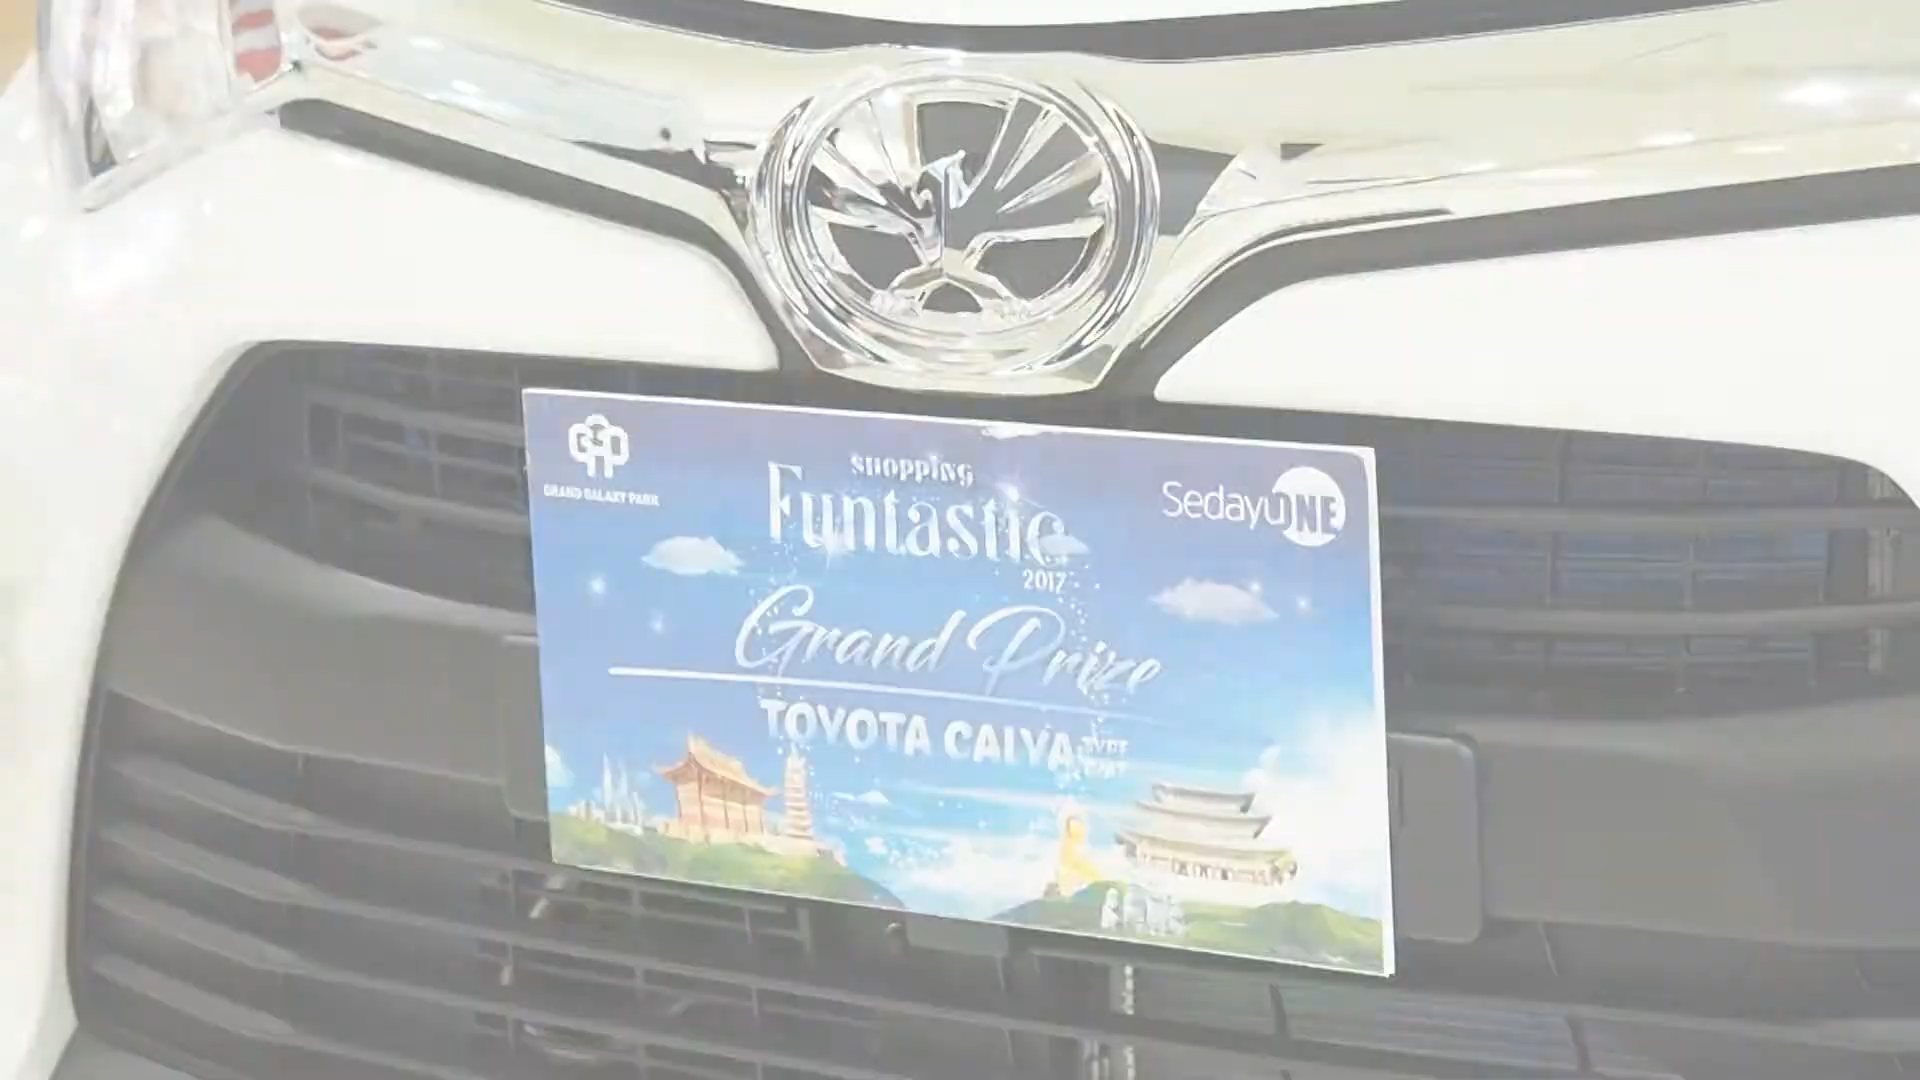 GRAND GALAXY PARK
SHOPPING
Funtastic
2017
SedayuONE
Grand Prize
TOYOTA CALYA